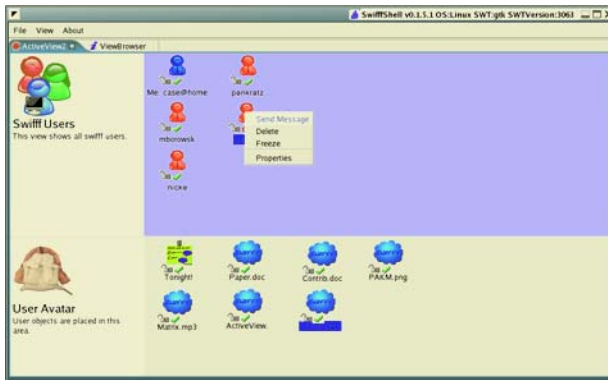 SwifffShell v0.1.5.1 OS:Linux SWT:gtk SWTVersion:3063
File View About
ActiveView2 ViewBrowser
Me: case@home pankratz
Swifff Users
This view shows all swifff users.
mborowsk
Send Message
Delete
Freeze
Properties
nicke
Tonight! Paper.doc Contrib.doc PAKM.png
User Avatar
User objects are placed in this
area.
Matrix.mp3 ActiveView.